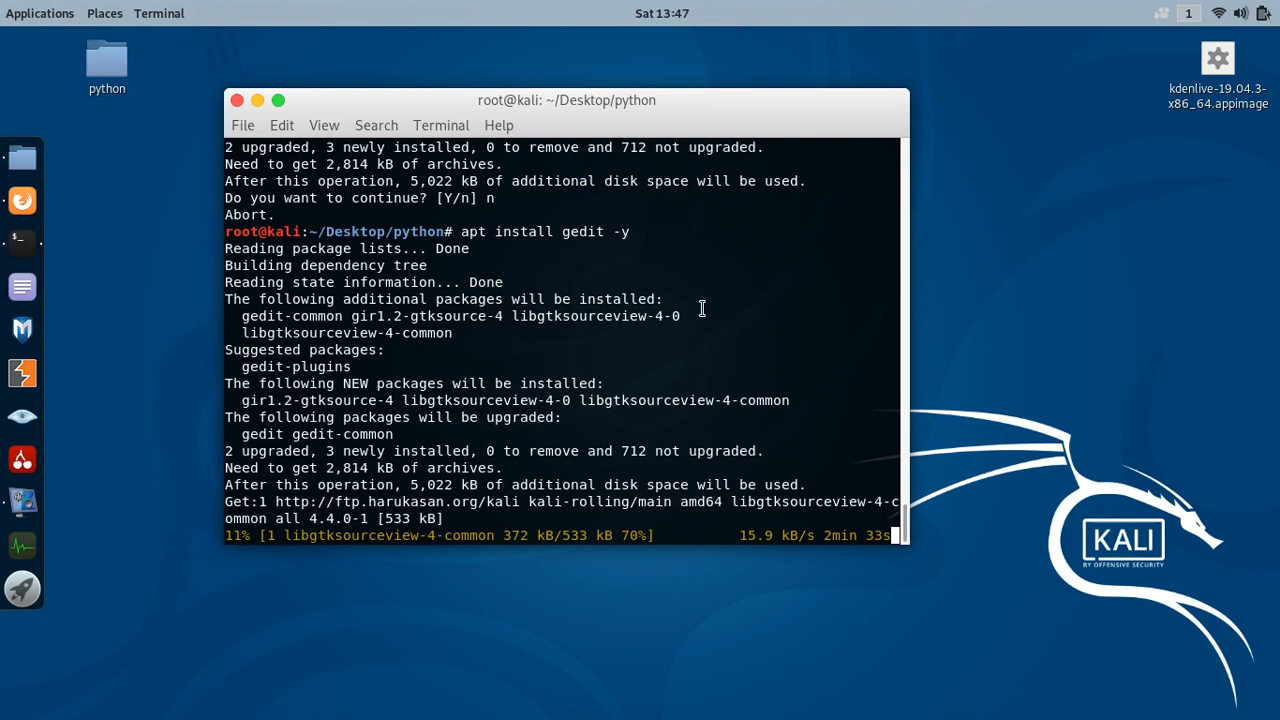 Applications Places Terminal
Sat 13:47
1
python
kdenlive-19.04.3-
x86_64.appimage
root@kali: ~/Desktop/python
File Edit View Search Terminal Help
2 upgraded, 3 newly installed, 0 to remove and 712 not upgraded.
Need to get 2,814 kB of archives.
After this operation, 5,022 kB of additional disk space will be used.
Do you want to continue? [Y/n] n
Abort.
root@kali:~/Desktop/python# apt install gedit -y
Reading package lists... Done
Building dependency tree
Reading state information... Done
The following additional packages will be installed:
gedit-common gir1.2-gtksource-4 libgtksourceview-4-0
libgtksourceview-4-common
Suggested packages:
gedit-plugins
The following NEW packages will be installed:
gir1.2-gtksource-4 libgtksourceview-4-0 libgtksourceview-4-common
The following packages will be upgraded:
gedit gedit-common
2 upgraded, 3 newly installed, 0 to remove and 712 not upgraded.
Need to get 2,814 kB of archives.
After this operation, 5,022 kB of additional disk space will be used.
Get:1 http://ftp.harukasan.org/kali kali-rolling/main amd64 libgtksourceview-4-c
ommon all 4.4.0-1 [533 kB]
11% [1 libgtksourceview-4-common 372 kB/533 kB 70%] 15.9 kB/s 2min 33s
KALI
BY OFFENSIVE SECURITY